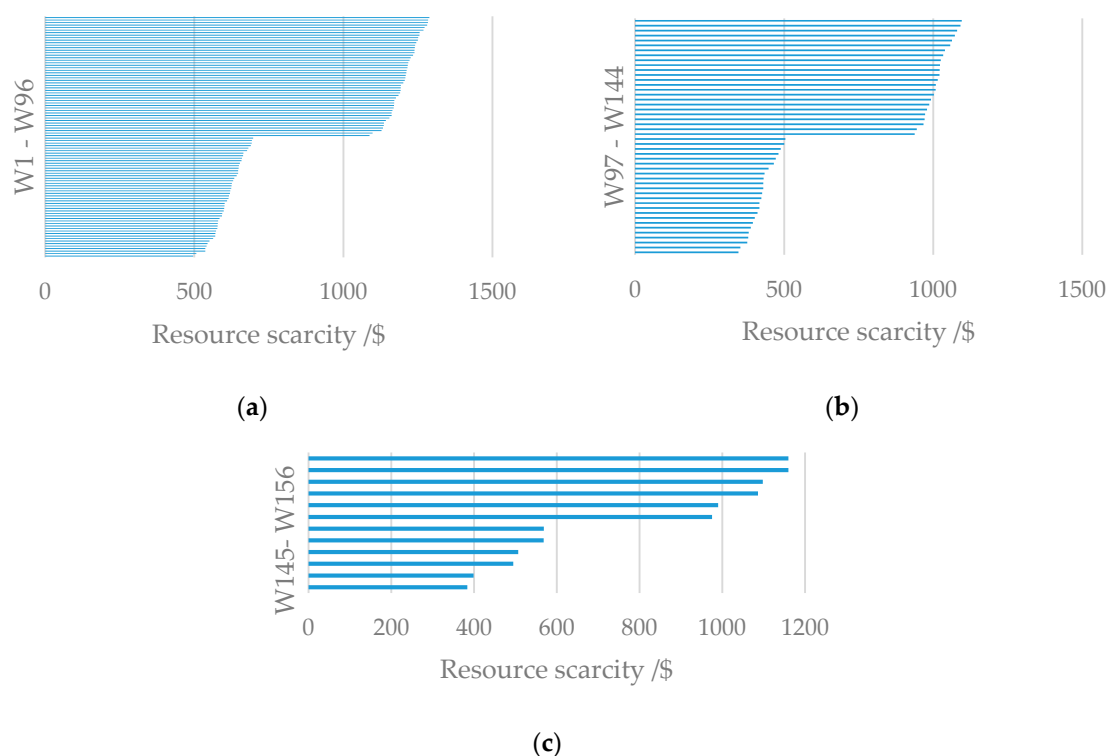 W1 - W96
0 500 1000 1500
Resource scarcity /$
(a)
W97 - W144
0 500 1000 1500
Resource scarcity /$
(b)
W145- W156
0 200 400 600 800 1000 1200
Resource scarcity /$
(c)